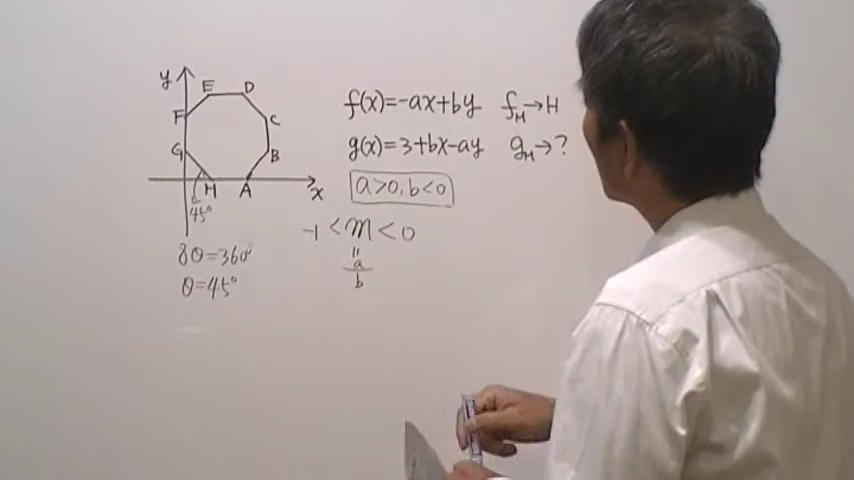 y
E D
F C
G B
H A x
45°
8θ=360°
θ=45°
f(x)=-ax+by f_M→H
g(x)=3+bx-ay g_M→?
a>0, b<0
-1<m<0
"
a
b